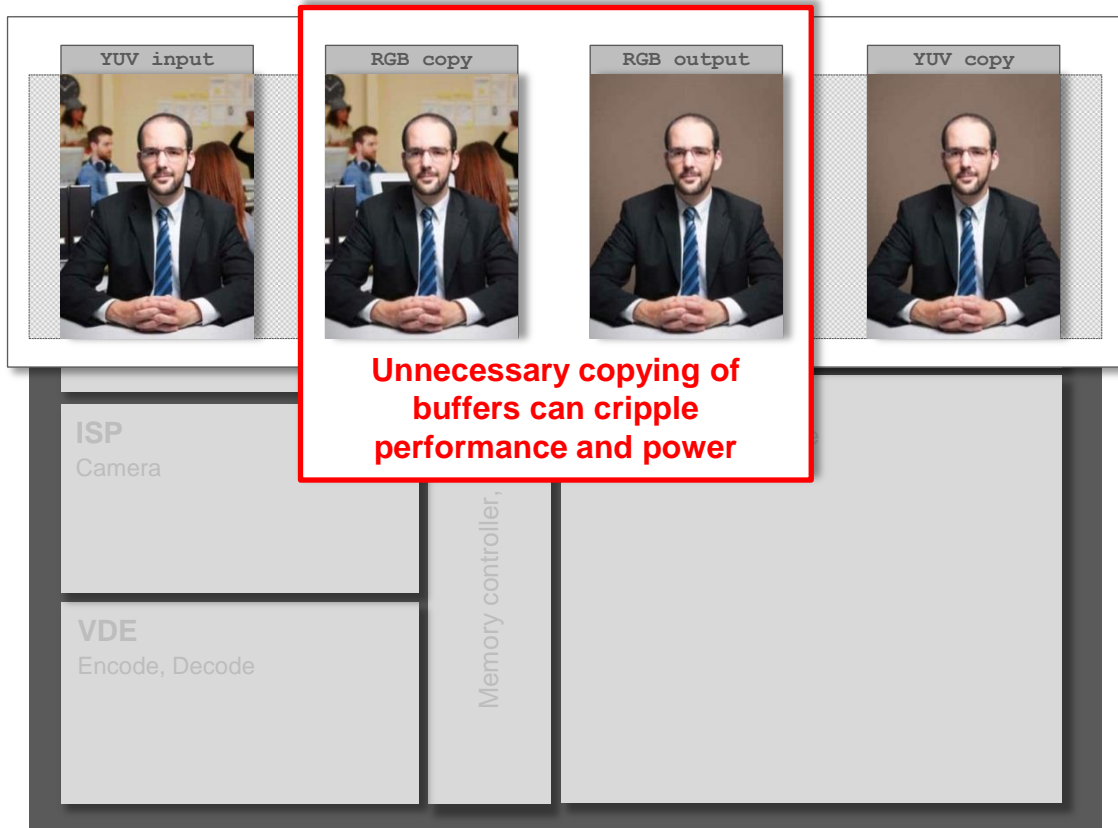 YUV input
RGB copy
RGB output
YUV copy
Unnecessary copying of
buffers can cripple
performance and power
ISP
Camera
Memory controller,
VDE
Encode, Decode